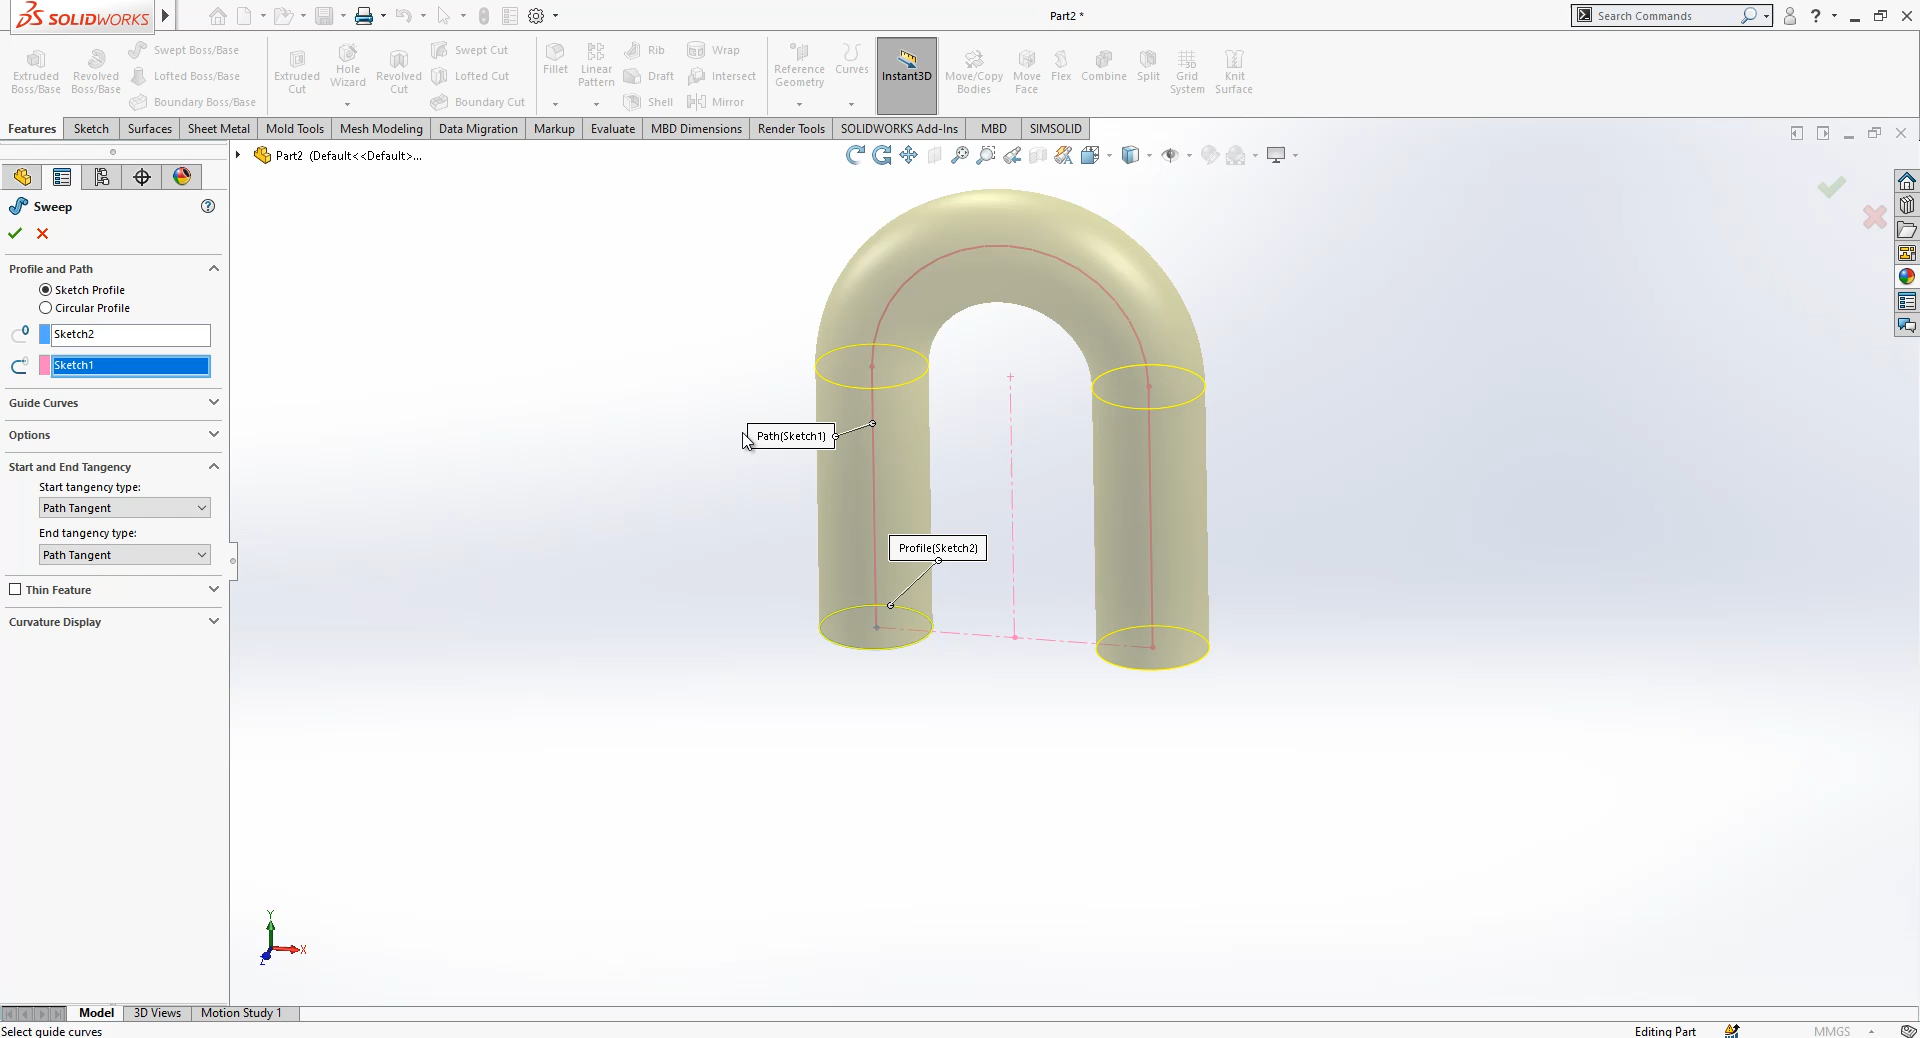 SOLIDWORKS
Part2 *
Search Commands
?
Extruded
Boss/Base
Revolved
Boss/Base
Swept Boss/Base
Lofted Boss/Base
Boundary Boss/Base
Extruded
Cut
Hole
Wizard
Revolved
Cut
Swept Cut
Lofted Cut
Boundary Cut
Fillet
Linear
Pattern
Rib
Draft
Shell
Wrap
Intersect
Mirror
Reference
Geometry
Curves
Instant3D
Move/Copy
Bodies
Move
Face
Flex
Combine
Split
Grid
System
Knit
Surface
Features
Sketch
Surfaces
Sheet Metal
Mold Tools
Mesh Modeling
Data Migration
Markup
Evaluate
MBD Dimensions
Render Tools
SOLIDWORKS Add-Ins
MBD
SIMSOLID
Part2 (Default<<Default>...
Sweep
?
Profile and Path
Sketch Profile
Circular Profile
Sketch2
Sketch1
Guide Curves
Options
Start and End Tangency
Start tangency type:
Path Tangent
End tangency type:
Path Tangent
Thin Feature
Curvature Display
Path(Sketch1)
Profile(Sketch2)
Y
X
Z
Model
3D Views
Motion Study 1
Select guide curves
Editing Part
MMGS